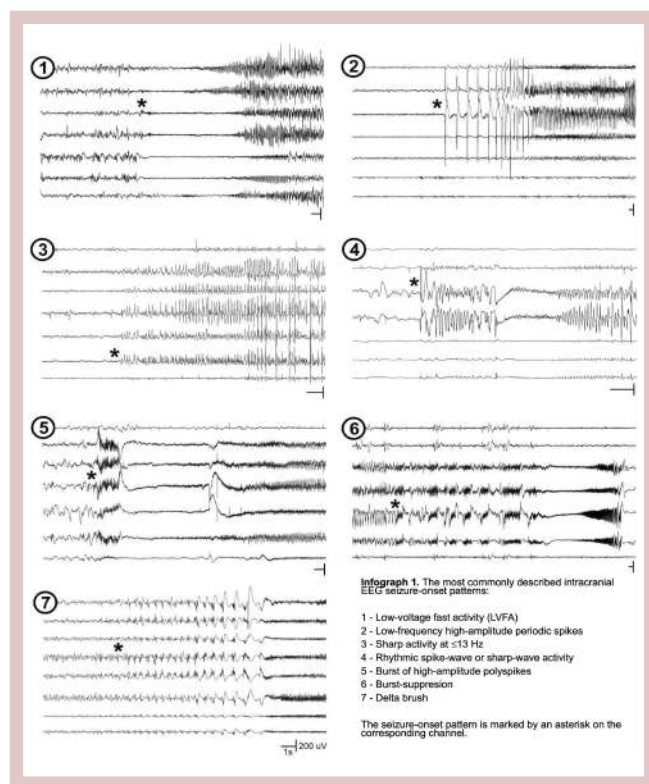 1
*
2
*
3
*
4
*
5
*
6
*
7
*
Infograph 1. The most commonly described intracranial
EEG seizure-onset patterns:
1 - Low-voltage fast activity (LVFA)
2 - Low-frequency high-amplitude periodic spikes
3 - Sharp activity at ≤13 Hz
4 - Rhythmic spike-wave or sharp-wave activity
5 - Burst of high-amplitude polyspikes
6 - Burst-suppresion
7 - Delta brush
The seizure-onset pattern is marked by an asterisk on the
corresponding channel.
200 uV
1s